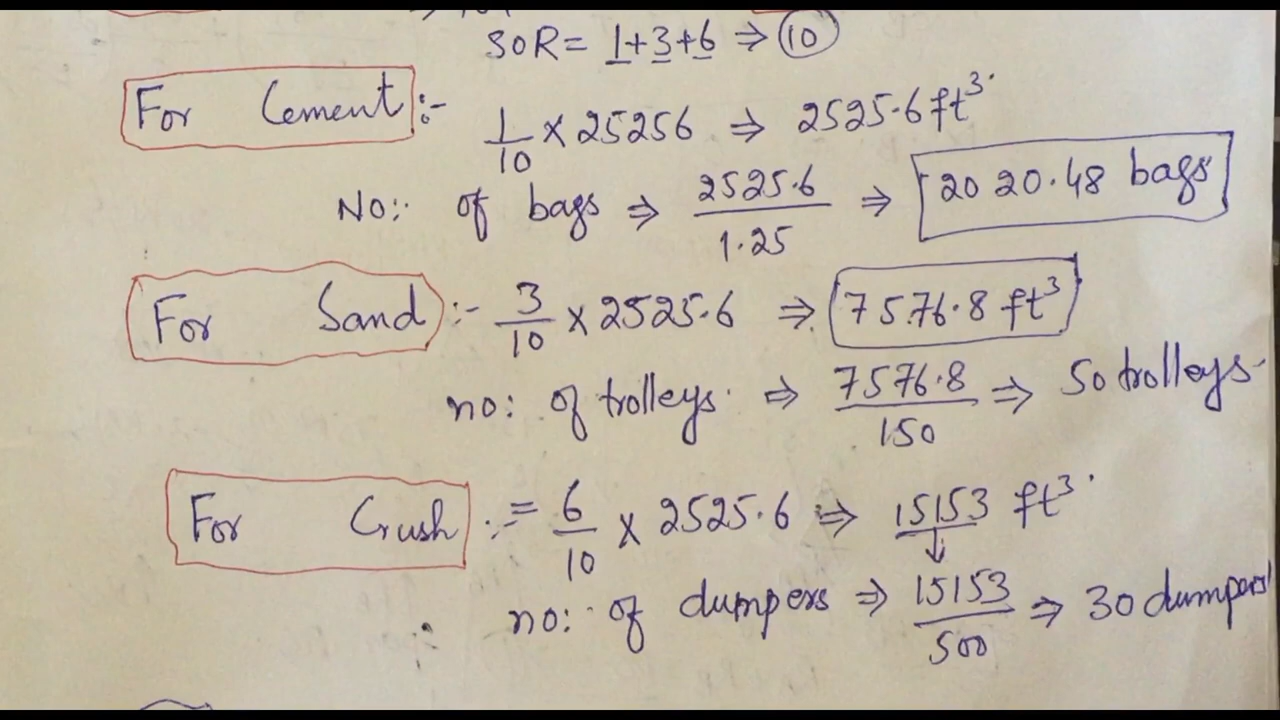 SOR = 1+3+6 ⇒ 10
For Cement :- 1/10 × 25256 ⇒ 2525.6 ft³
No: of bags ⇒ 2525.6/1.25 ⇒ 2020.48 bags
For Sand :- 3/10 × 2525.6 ⇒ 7576.8 ft³
no: of trolleys ⇒ 7576.8/150 ⇒ 50 trolleys
For Crush := 6/10 × 2525.6 ⇒ 15153 ft³
no: of dumpers ⇒ 15153/500 ⇒ 30 dumpers